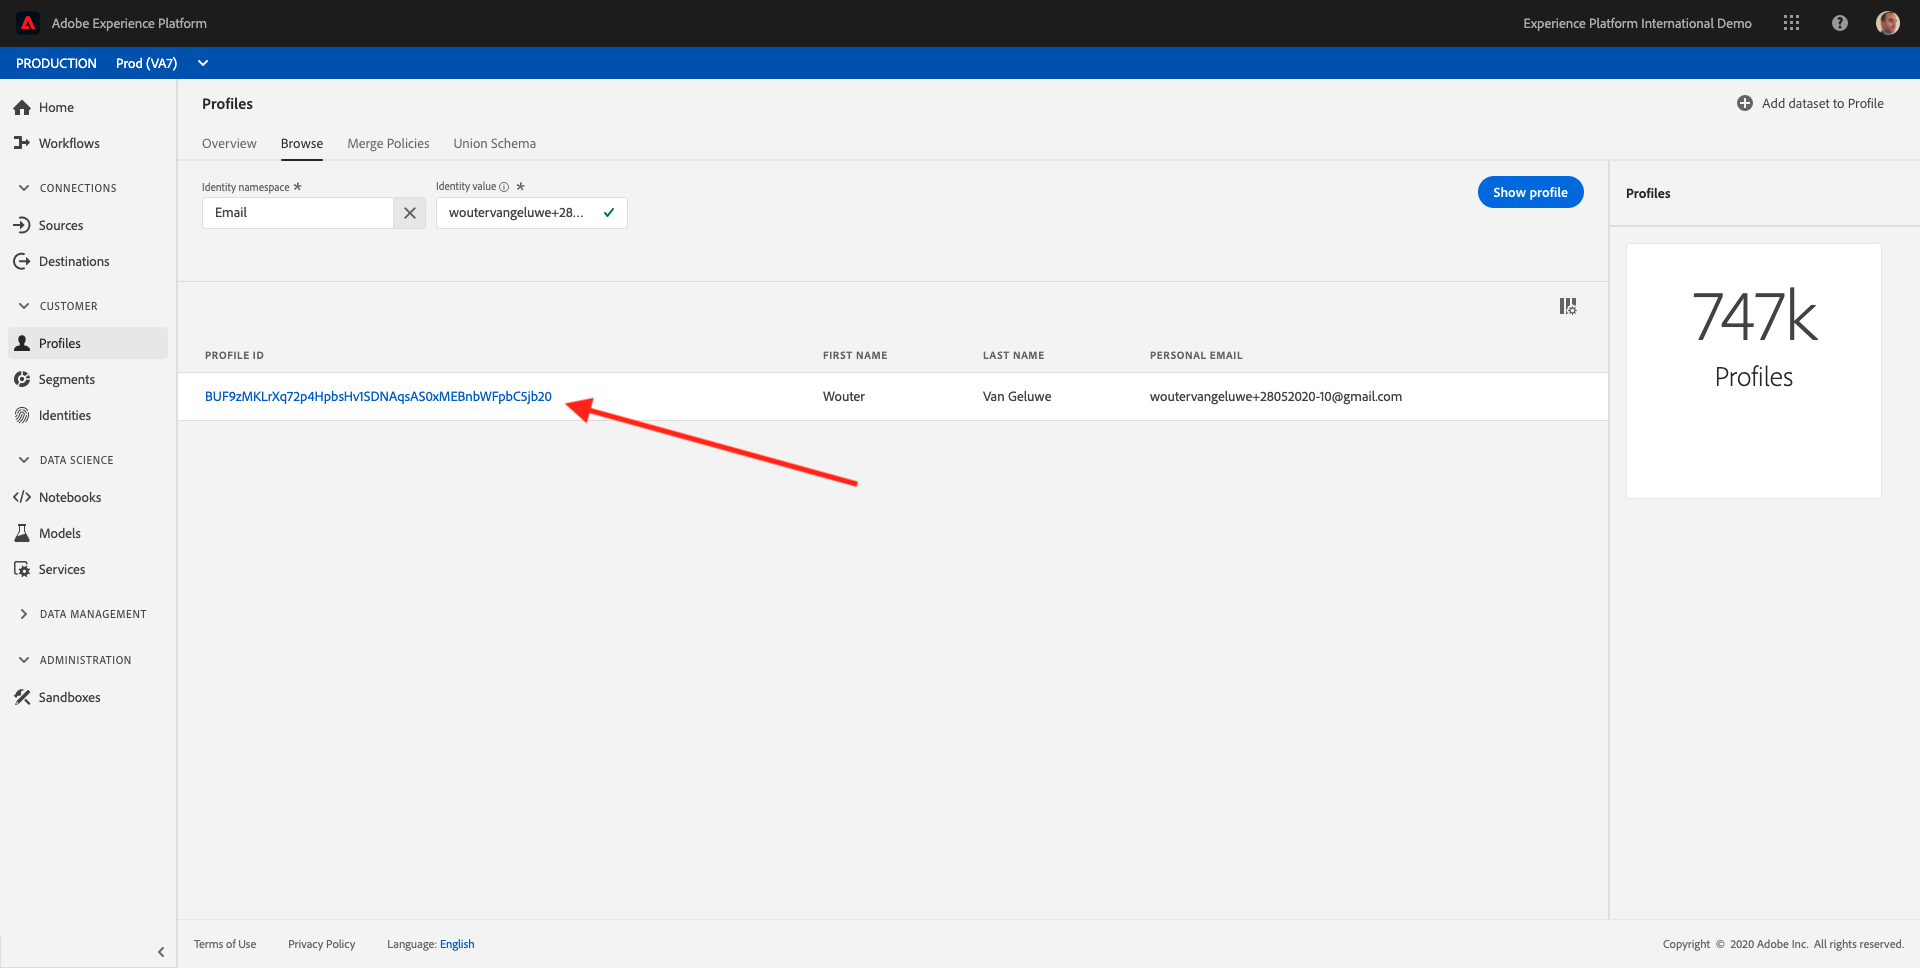 Adobe Experience Platform
Experience Platform International Demo
PRODUCTION Prod (VA7)
Home
Workflows
CONNECTIONS
Sources
Destinations
CUSTOMER
Profiles
Segments
Identities
DATA SCIENCE
Notebooks
Models
Services
DATA MANAGEMENT
ADMINISTRATION
Sandboxes
Profiles
Add dataset to Profile
Overview Browse Merge Policies Union Schema
Identity namespace * Identity value *
Email woutervangeluwe+28...
Show profile
PROFILE ID FIRST NAME LAST NAME PERSONAL EMAIL
BUF9zMKLrXq72p4HpbsHv1SDNAqsAS0xMEBnbWFpbC5jb20 Wouter Van Geluwe woutervangeluwe+28052020-10@gmail.com
Profiles
747k
Profiles
Terms of Use Privacy Policy Language: English
Copyright © 2020 Adobe Inc. All rights reserved.